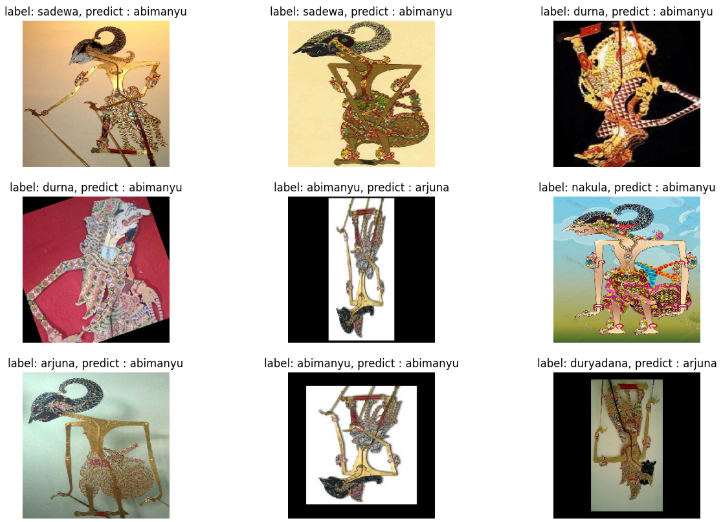 label: sadewa, predict : abimanyu
label: sadewa, predict : abimanyu
label: durna, predict : abimanyu
label: durna, predict : abimanyu
label: abimanyu, predict : arjuna
label: nakula, predict : abimanyu
label: arjuna, predict : abimanyu
label: abimanyu, predict : abimanyu
label: duryadana, predict : arjuna